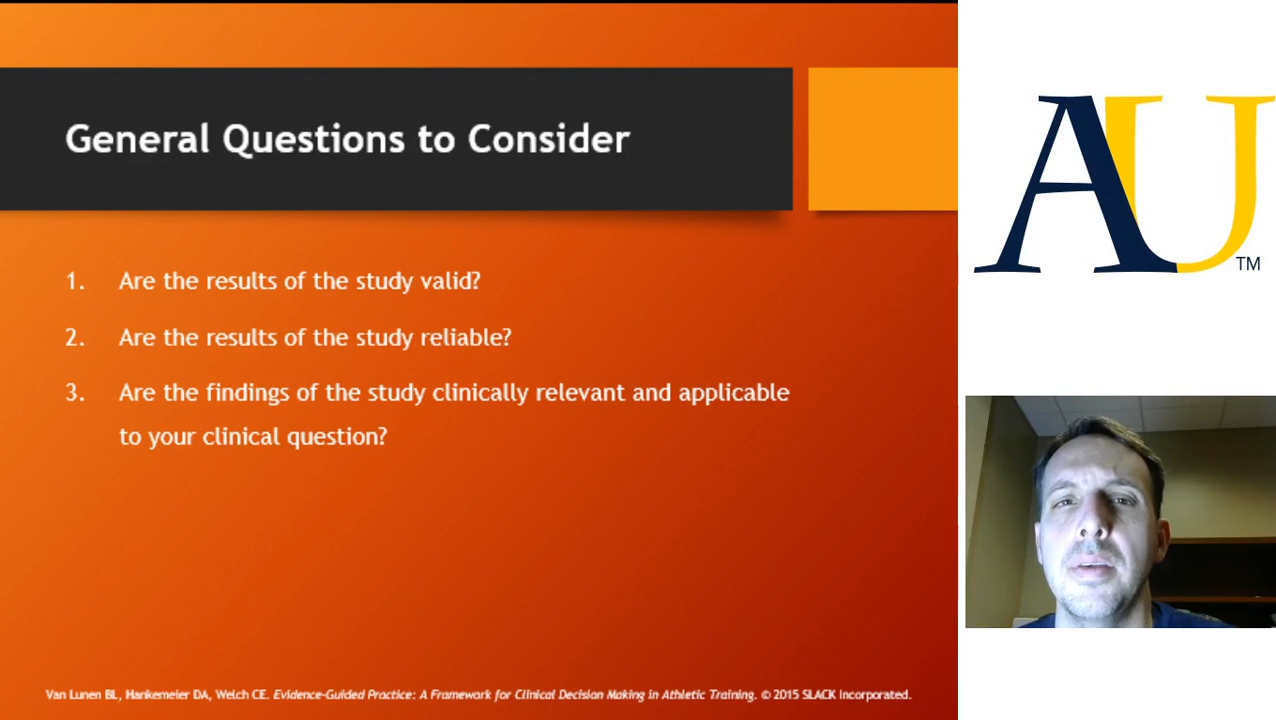 General Questions to Consider
1. Are the results of the study valid?
2. Are the results of the study reliable?
3. Are the findings of the study clinically relevant and applicable
to your clinical question?
Van Lunen BL, Hankemeier DA, Welch CE. Evidence-Guided Practice: A Framework for Clinical Decision Making in Athletic Training. © 2015 SLACK Incorporated.
AU TM